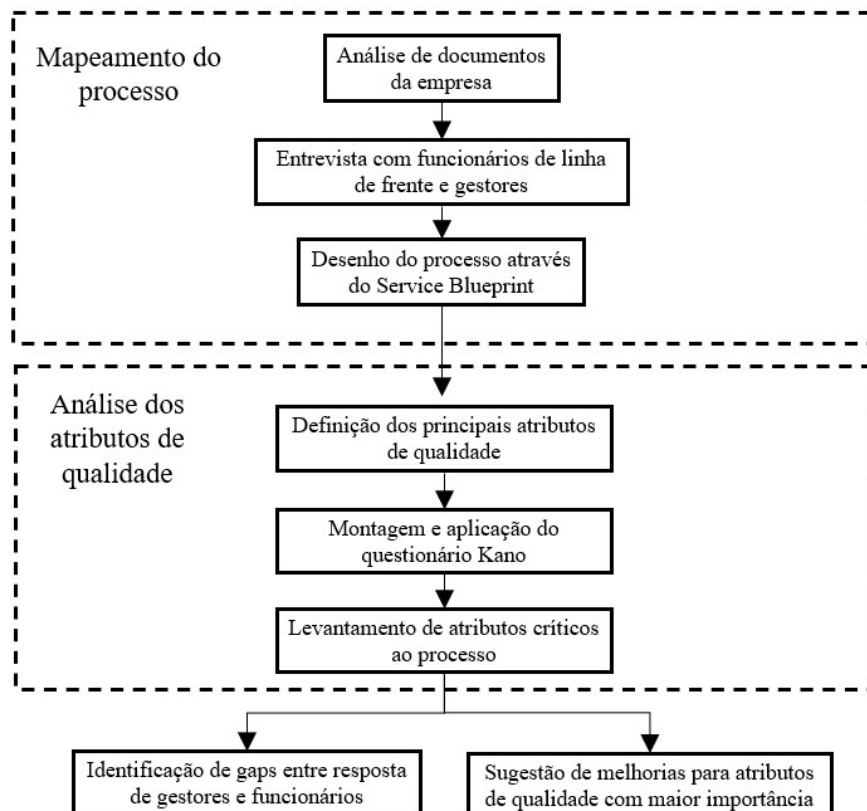 Mapeamento do
processo
Análise de documentos
da empresa
Entrevista com funcionários de linha
de frente e gestores
Desenho do processo através
do Service Blueprint
Análise dos
atributos de
qualidade
Definição dos principais atributos
de qualidade
Montagem e aplicação do
questionário Kano
Levantamento de atributos críticos
ao processo
Identificação de gaps entre resposta
de gestores e funcionários
Sugestão de melhorias para atributos
de qualidade com maior importância